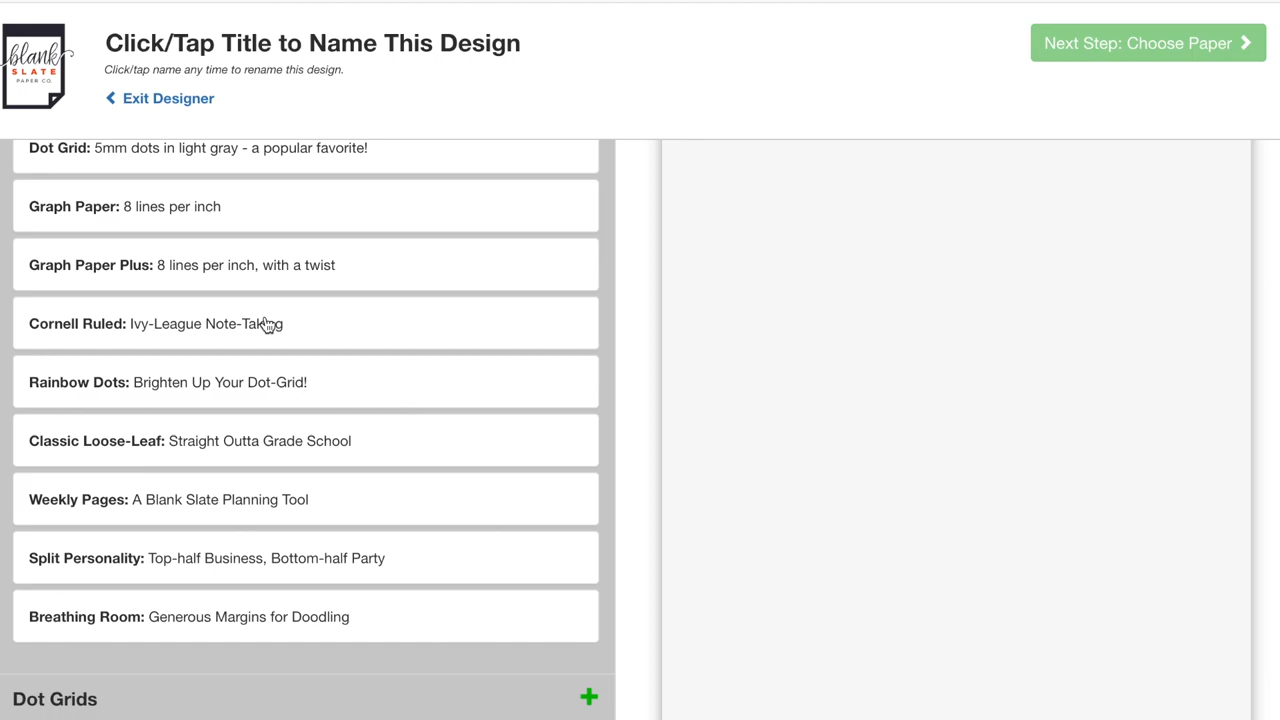 blank
SLATE
PAPER CO.
Click/Tap Title to Name This Design
Click/tap name any time to rename this design.
Exit Designer
Next Step: Choose Paper
Dot Grid: 5mm dots in light gray - a popular favorite!
Graph Paper: 8 lines per inch
Graph Paper Plus: 8 lines per inch, with a twist
Cornell Ruled: Ivy-League Note-Taking
Rainbow Dots: Brighten Up Your Dot-Grid!
Classic Loose-Leaf: Straight Outta Grade School
Weekly Pages: A Blank Slate Planning Tool
Split Personality: Top-half Business, Bottom-half Party
Breathing Room: Generous Margins for Doodling
Dot Grids